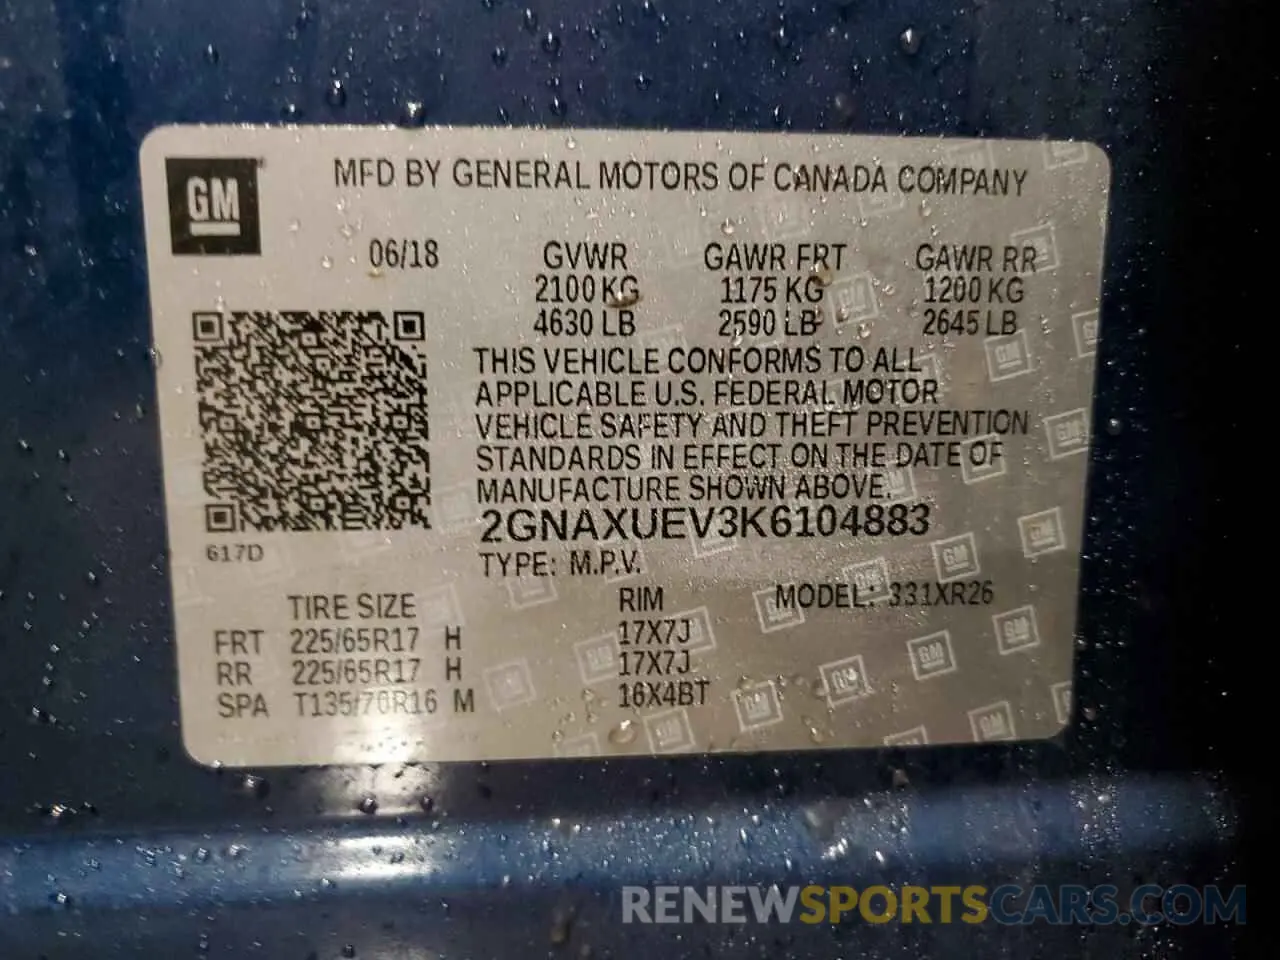 GM
MFD BY GENERAL MOTORS OF CANADA COMPANY
06/18 GVWR GAWR FRT GAWR RR
2100 KG 1175 KG 1200 KG
4630 LB 2590 LB 2645 LB
THIS VEHICLE CONFORMS TO ALL
APPLICABLE U.S. FEDERAL MOTOR
VEHICLE SAFETY AND THEFT PREVENTION
STANDARDS IN EFFECT ON THE DATE OF
MANUFACTURE SHOWN ABOVE.
2GNAXUEV3K6104883
617D
TYPE: M.P.V.
TIRE SIZE RIM MODEL: 331XR26
FRT 225/65R17 H 17X7J
RR 225/65R17 H 17X7J
SPA T135/70R16 M 16X4BT
RENEWSPORTSCARS.COM